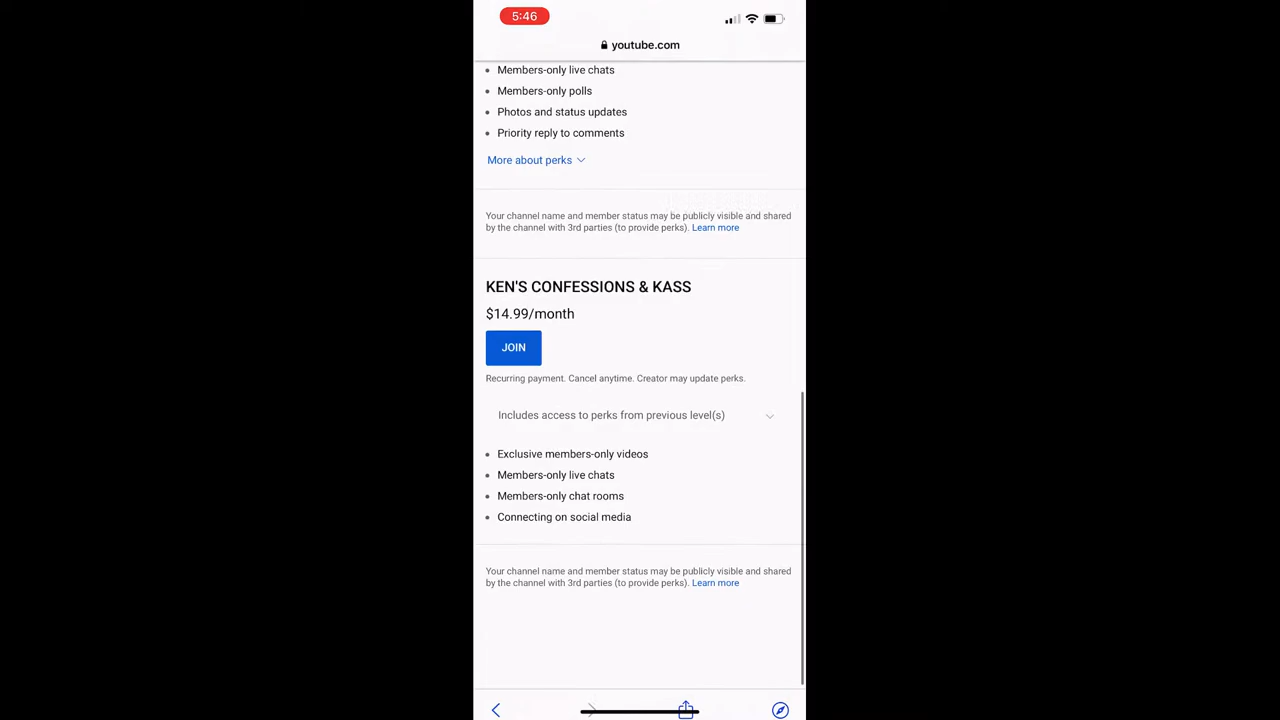 5:46
youtube.com
Members-only live chats
Members-only polls
Photos and status updates
Priority reply to comments
More about perks
Your channel name and member status may be publicly visible and shared
by the channel with 3rd parties (to provide perks). Learn more
KEN'S CONFESSIONS & KASS
$14.99/month
JOIN
Recurring payment. Cancel anytime. Creator may update perks.
Includes access to perks from previous level(s)
Exclusive members-only videos
Members-only live chats
Members-only chat rooms
Connecting on social media
Your channel name and member status may be publicly visible and shared
by the channel with 3rd parties (to provide perks). Learn more